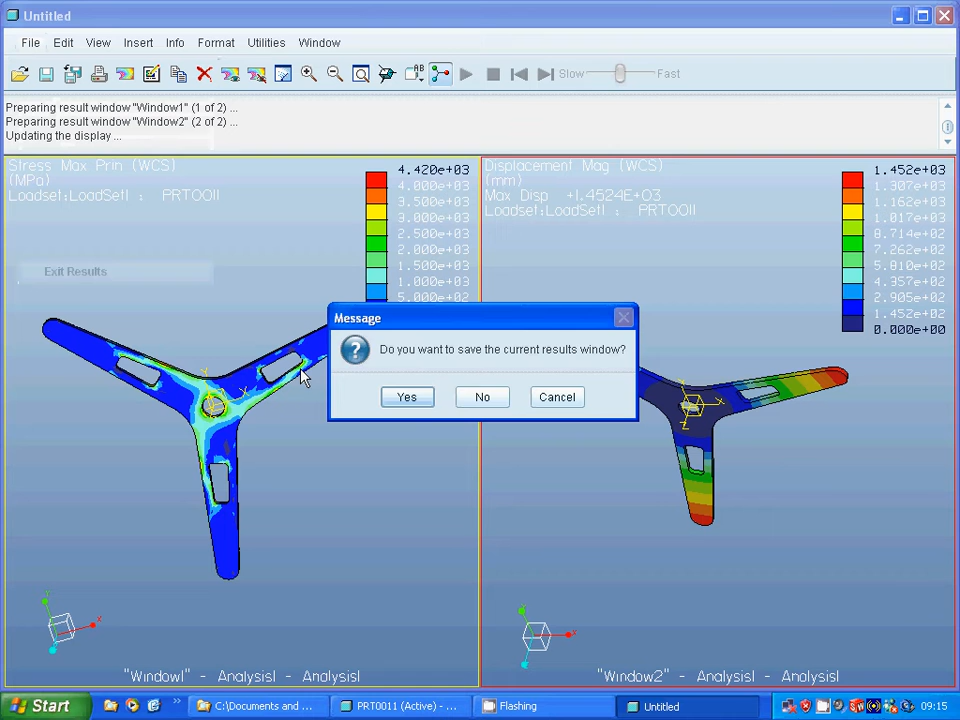 Untitled
File Edit View Insert Info Format Utilities Window
Slow Fast
Preparing result window "Window1" (1 of 2) ...
Preparing result window "Window2" (2 of 2) ...
Updating the display ...
Stress Max Prin (WCS)
(MPa)
Loadset:LoadSet1 : PRT0011
4.420e+03
4.000e+03
3.500e+03
3.000e+03
2.500e+03
2.000e+03
1.500e+03
1.000e+03
5.000e+02
Displacement Mag (WCS)
(mm)
Max Disp +1.4524E+03
Loadset:LoadSet1 : PRT0011
1.452e+03
1.307e+03
1.162e+03
1.017e+03
8.714e+02
7.262e+02
5.810e+02
4.357e+02
2.905e+02
1.452e+02
0.000e+00
Exit Results
Message
Do you want to save the current results window?
Yes No Cancel
Y
X
Y
X
Z
Y
X
Y
X
"Window1" - Analysis1 - Analysis1
"Window2" - Analysis1 - Analysis1
Start C:\Documents and ... PRT0011 (Active) - ... Flashing Untitled 09:15